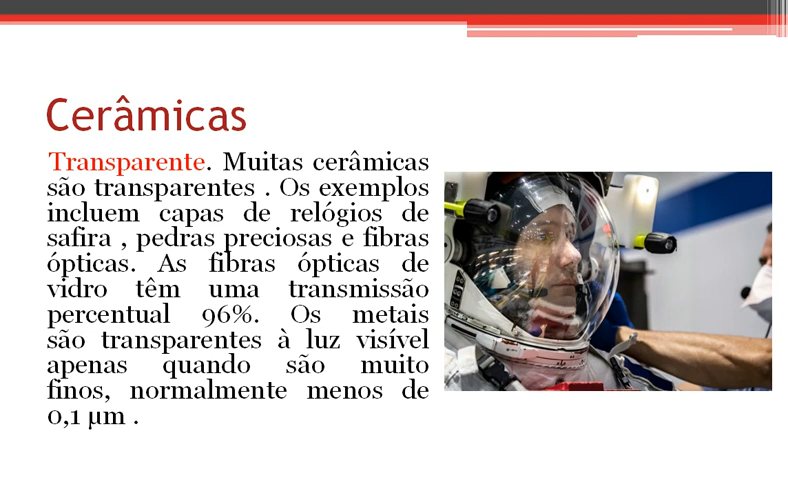 Cerâmicas
Transparente. Muitas cerâmicas
são transparentes . Os exemplos
incluem capas de relógios de
safira , pedras preciosas e fibras
ópticas. As fibras ópticas de
vidro têm uma transmissão
percentual 96%. Os metais
são transparentes à luz visível
apenas quando são muito
finos, normalmente menos de
0,1 µm .